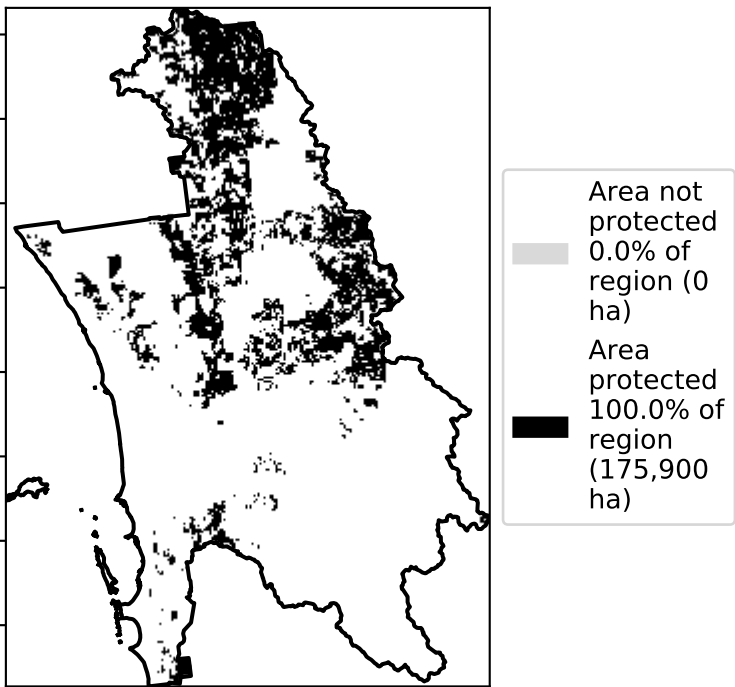 Area not
protected
0.0% of
region (0
ha)
Area
protected
100.0% of
region
(175,900
ha)